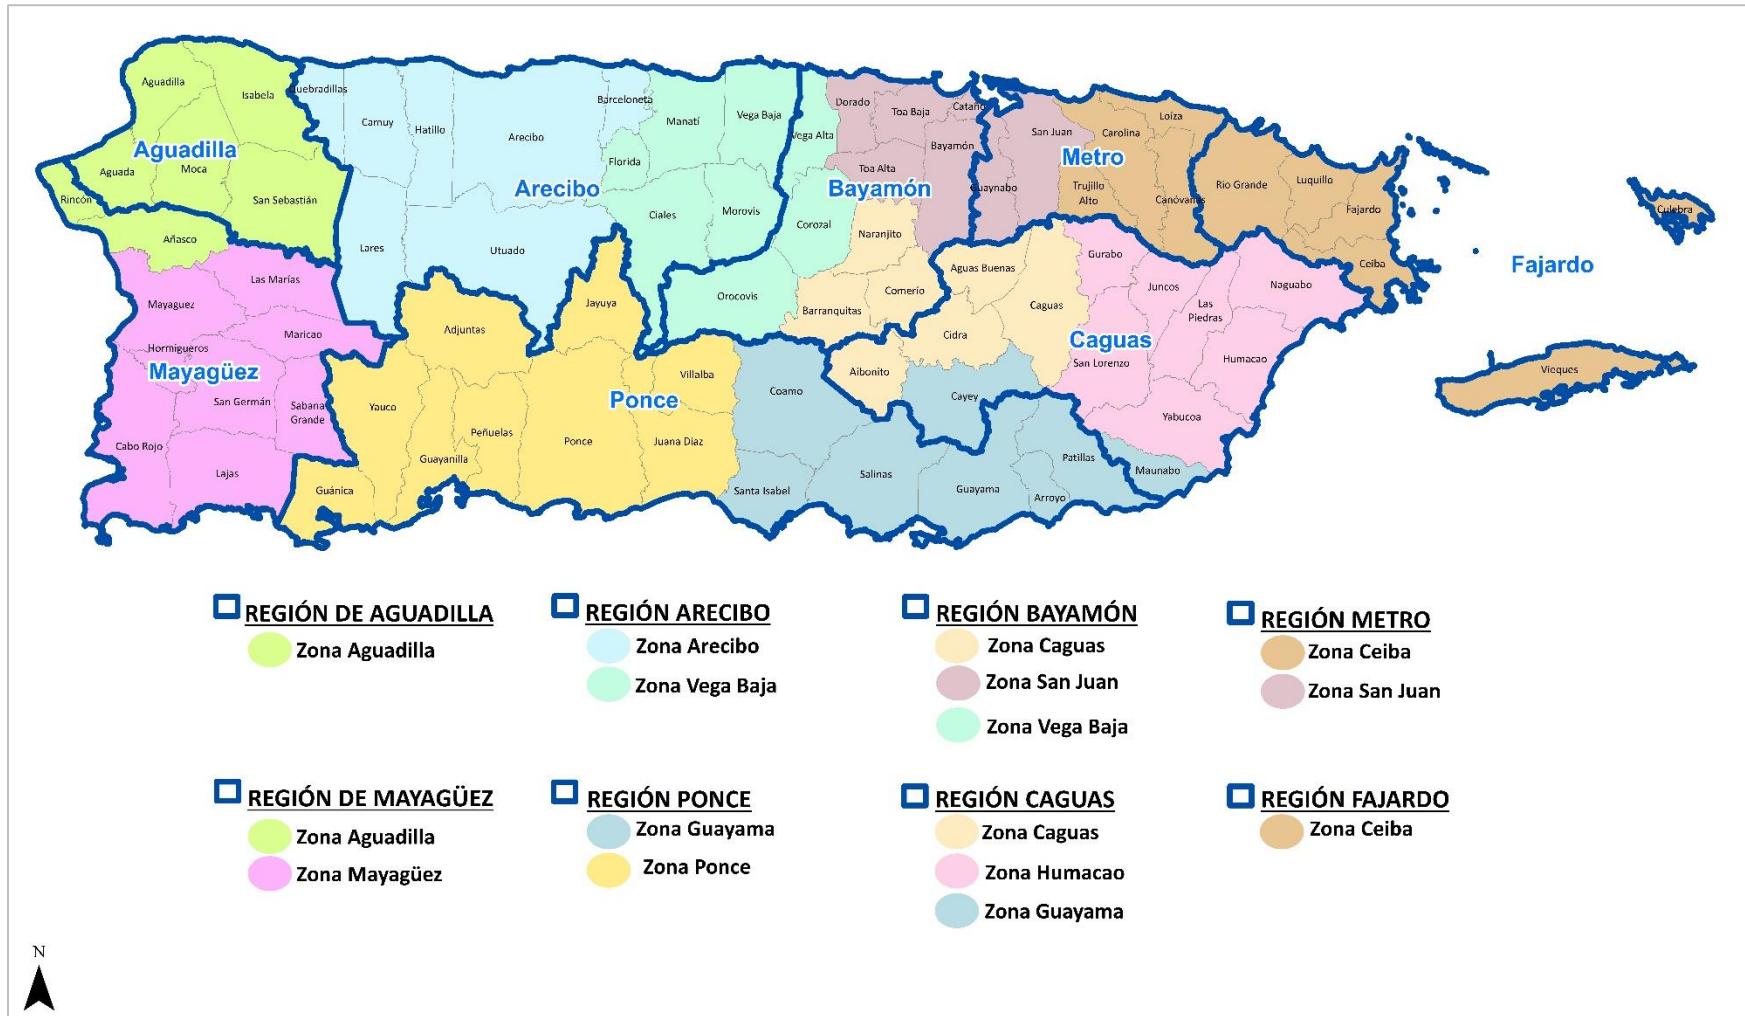 Aguadilla
Isabela
Quebradillas
Camuy
Hatillo
Arecibo
Barceloneta
Manatí
Vega Baja
Vega Alta
Dorado
Toa Baja
Cataño
San Juan
Carolina
Loíza
Aguadilla
Aguada
Moca
Rincón
San Sebastián
Añasco
Arecibo
Florida
Ciales
Morovis
Corozal
Toa Alta
Bayamón
Bayamón
Guaynabo
Metro
Trujillo
Alto
Canóvanas
Rio Grande
Luquillo
Fajardo
Ceiba
Culebra
Fajardo
Vieques
Lares
Utuado
Jayuya
Orocovis
Naranjito
Comerío
Barranquitas
Aguas Buenas
Caguas
Gurabo
Juncos
Las
Piedras
Naguabo
Humacao
Caguas
San Lorenzo
Yabucoa
Cidra
Aibonito
Cayey
Las Marías
Mayaguez
Maricao
Hormigueros
Mayagüez
San Germán
Sabana
Grande
Cabo Rojo
Lajas
Adjuntas
Yauco
Guánica
Guayanilla
Peñuelas
Ponce
Ponce
Villalba
Juana Diaz
Coamo
Santa Isabel
Salinas
Guayama
Arroyo
Patillas
Maunabo
REGIÓN DE AGUADILLA
Zona Aguadilla
REGIÓN ARECIBO
Zona Arecibo
Zona Vega Baja
REGIÓN BAYAMÓN
Zona Caguas
Zona San Juan
Zona Vega Baja
REGIÓN METRO
Zona Ceiba
Zona San Juan
REGIÓN DE MAYAGÜEZ
Zona Aguadilla
Zona Mayagüez
REGIÓN PONCE
Zona Guayama
Zona Ponce
REGIÓN CAGUAS
Zona Caguas
Zona Humacao
Zona Guayama
REGIÓN FAJARDO
Zona Ceiba
N